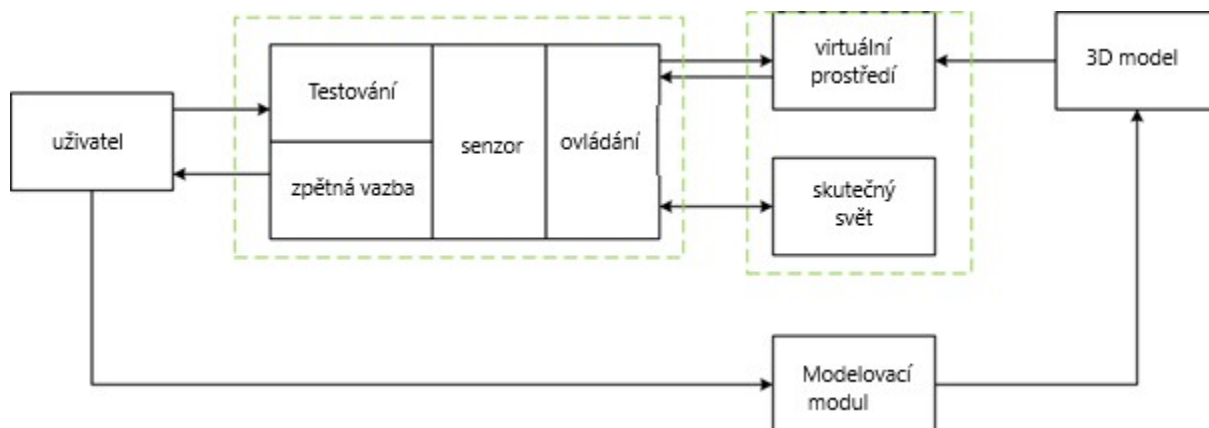 virtuální
prostředí
3D model
Testování
uživatel
senzor
ovládání
zpětná vazba
skutečný
svět
Modelovací
modul